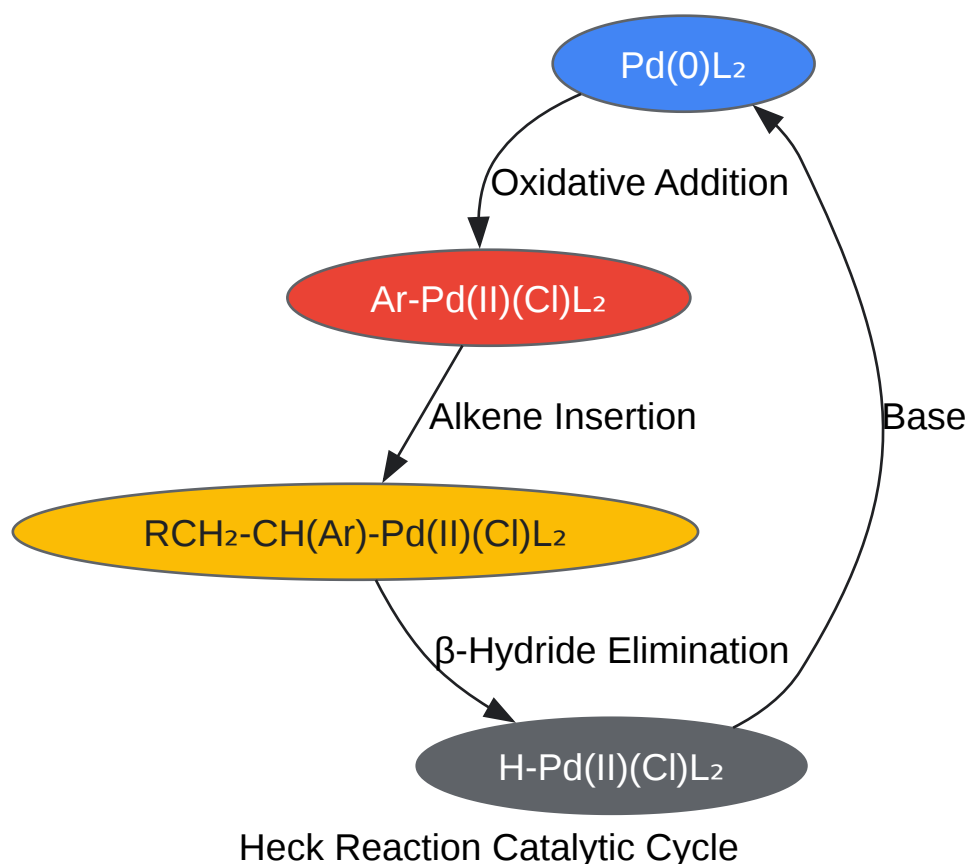 Pd(0)L₂
Oxidative Addition
Ar-Pd(II)(Cl)L₂
Alkene Insertion
Base
RCH₂-CH(Ar)-Pd(II)(Cl)L₂
β-Hydride Elimination
H-Pd(II)(Cl)L₂
Heck Reaction Catalytic Cycle